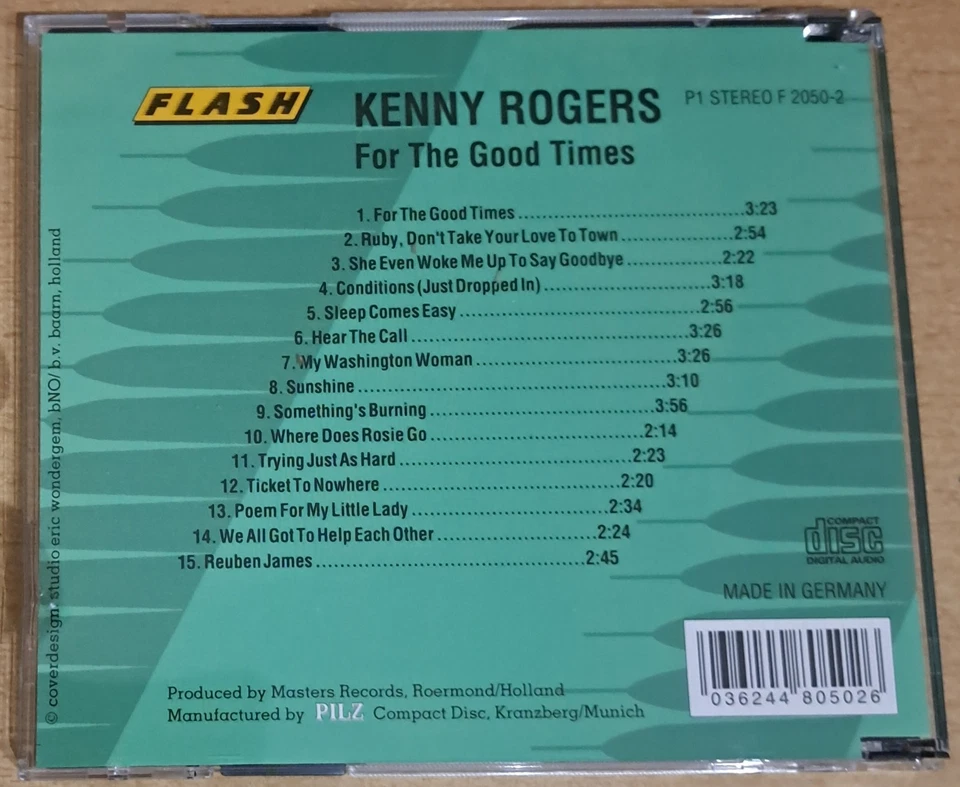 FLASH
KENNY ROGERS
P1 STEREO F 2050-2
For The Good Times
1. For The Good Times ........................................3:23
2. Ruby, Don't Take Your Love To Town ....................2:54
3. She Even Woke Me Up To Say Goodbye .................2:22
4. Conditions (Just Dropped In) ..............................3:18
5. Sleep Comes Easy ...........................................2:56
6. Hear The Call .................................................3:26
7. My Washington Woman ....................................3:26
8. Sunshine ......................................................3:10
9. Something's Burning ........................................3:56
10. Where Does Rosie Go ......................................2:14
11. Trying Just As Hard .........................................2:23
12. Ticket To Nowhere ..........................................2:20
13. Poem For My Little Lady ...................................2:34
14. We All Got To Help Each Other ............................2:24
15. Reuben James ................................................2:45
COMPACT
disc
DIGITAL AUDIO
MADE IN GERMANY
036244 805026
Produced by Masters Records, Roermond/Holland
Manufactured by PILZ Compact Disc, Kranzberg/Munich
© coverdesign: studio eric wondergem, bNO/ b.v. baarn, holland